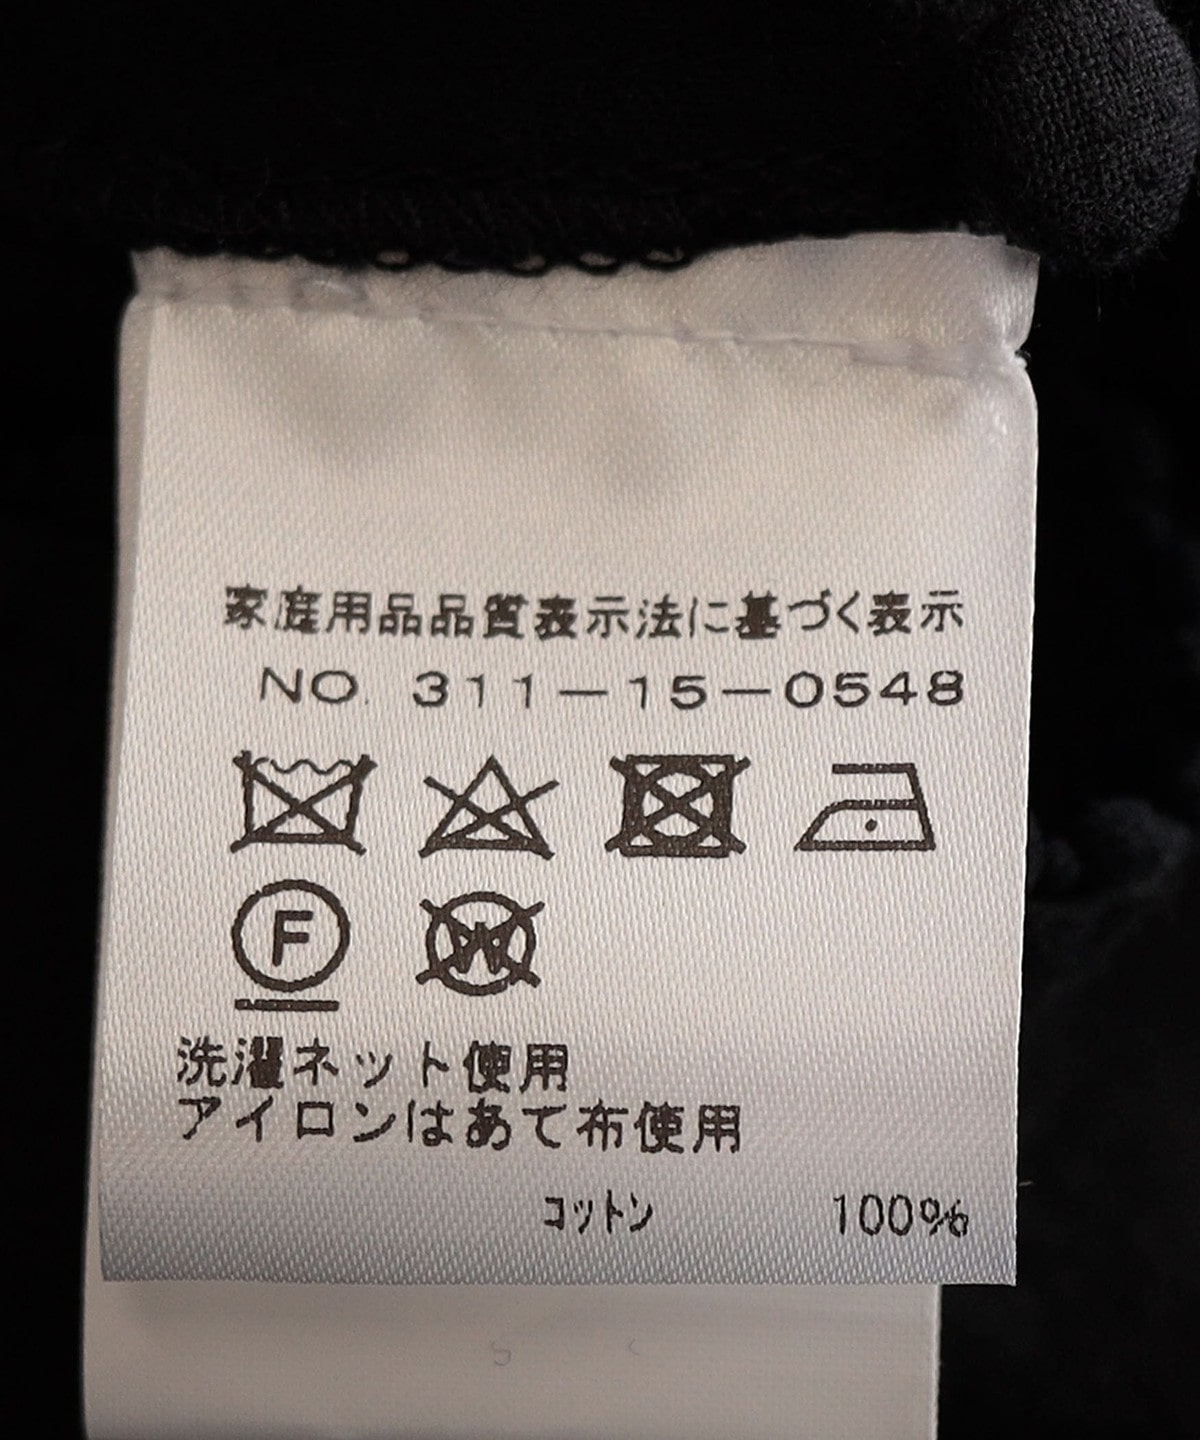 家庭用品品質表示法に基づく表示
NO. 311-15-0548
F W
洗濯ネット使用
アイロンはあて布使用
コットン 100%